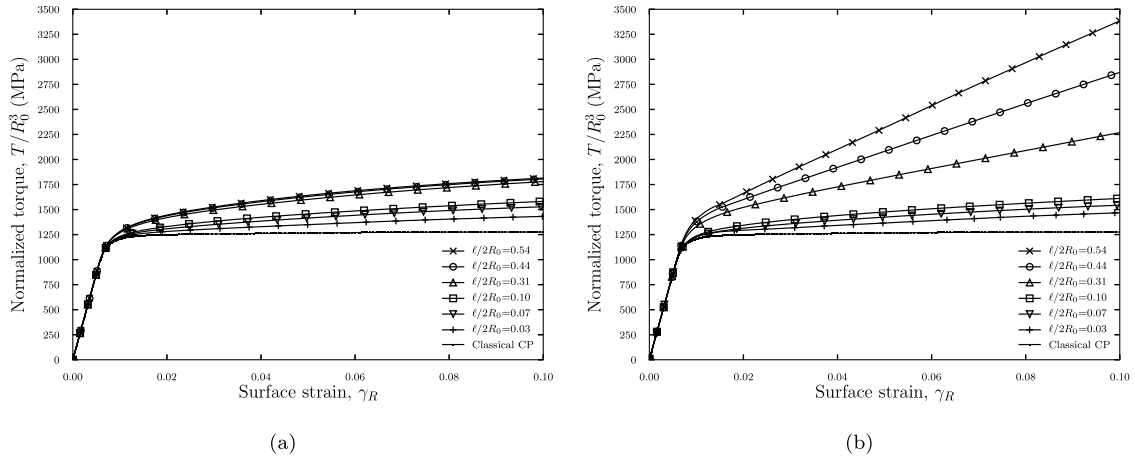 3500
3250
3000
2750
2500
2250
2000
1750
1500
1250
1000
750
500
250
0
Normalized torque, T/R₀³ (MPa)
ℓ/2R₀=0.54
ℓ/2R₀=0.44
ℓ/2R₀=0.31
ℓ/2R₀=0.10
ℓ/2R₀=0.07
ℓ/2R₀=0.03
Classical CP
0.00 0.02 0.04 0.06 0.08 0.10
Surface strain, γ_R
(a)
3500
3250
3000
2750
2500
2250
2000
1750
1500
1250
1000
750
500
250
0
Normalized torque, T/R₀³ (MPa)
ℓ/2R₀=0.54
ℓ/2R₀=0.44
ℓ/2R₀=0.31
ℓ/2R₀=0.10
ℓ/2R₀=0.07
ℓ/2R₀=0.03
Classical CP
0.00 0.02 0.04 0.06 0.08 0.10
Surface strain, γ_R
(b)